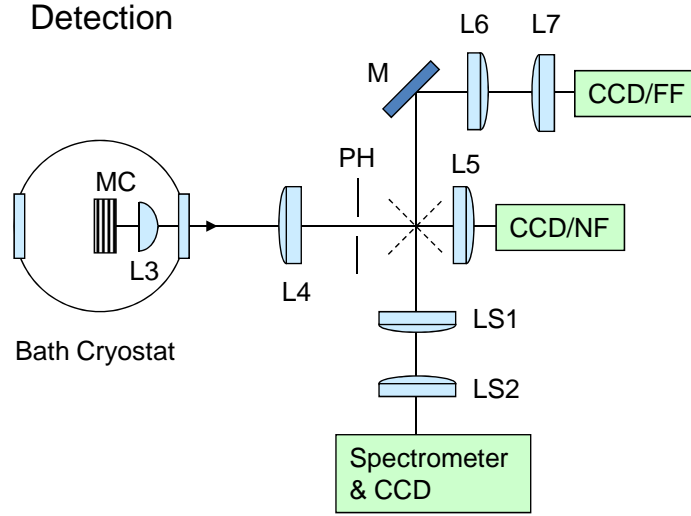 Detection
L6
L7
M
CCD/FF
PH
L5
MC
CCD/NF
L3
L4
LS1
Bath Cryostat
LS2
Spectrometer
& CCD